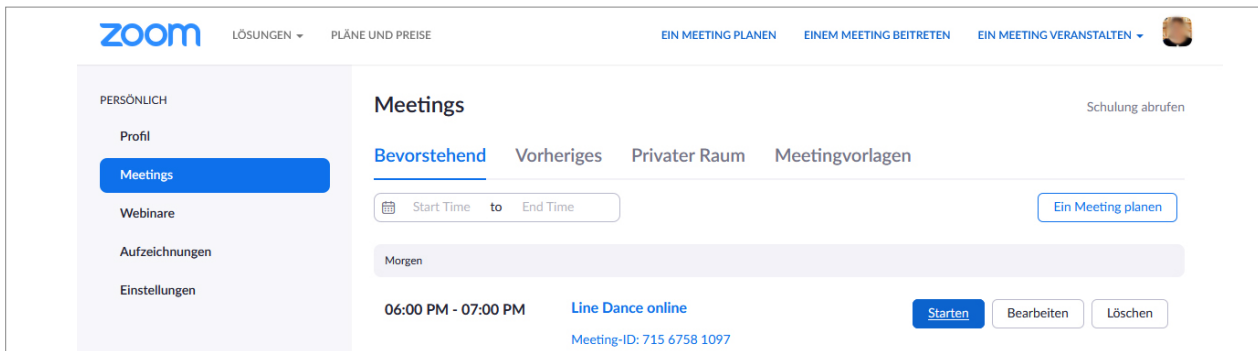 zoom LÖSUNGEN PLÄNE UND PREISE EIN MEETING PLANEN EINEM MEETING BEITRETEN EIN MEETING VERANSTALTEN
PERSÖNLICH
Profil
Meetings
Webinare
Aufzeichnungen
Einstellungen
Meetings Schulung abrufen
Bevorstehend Vorheriges Privater Raum Meetingvorlagen
Start Time to End Time Ein Meeting planen
Morgen
06:00 PM - 07:00 PM Line Dance online Starten Bearbeiten Löschen
Meeting-ID: 715 6758 1097